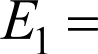 E₁ =